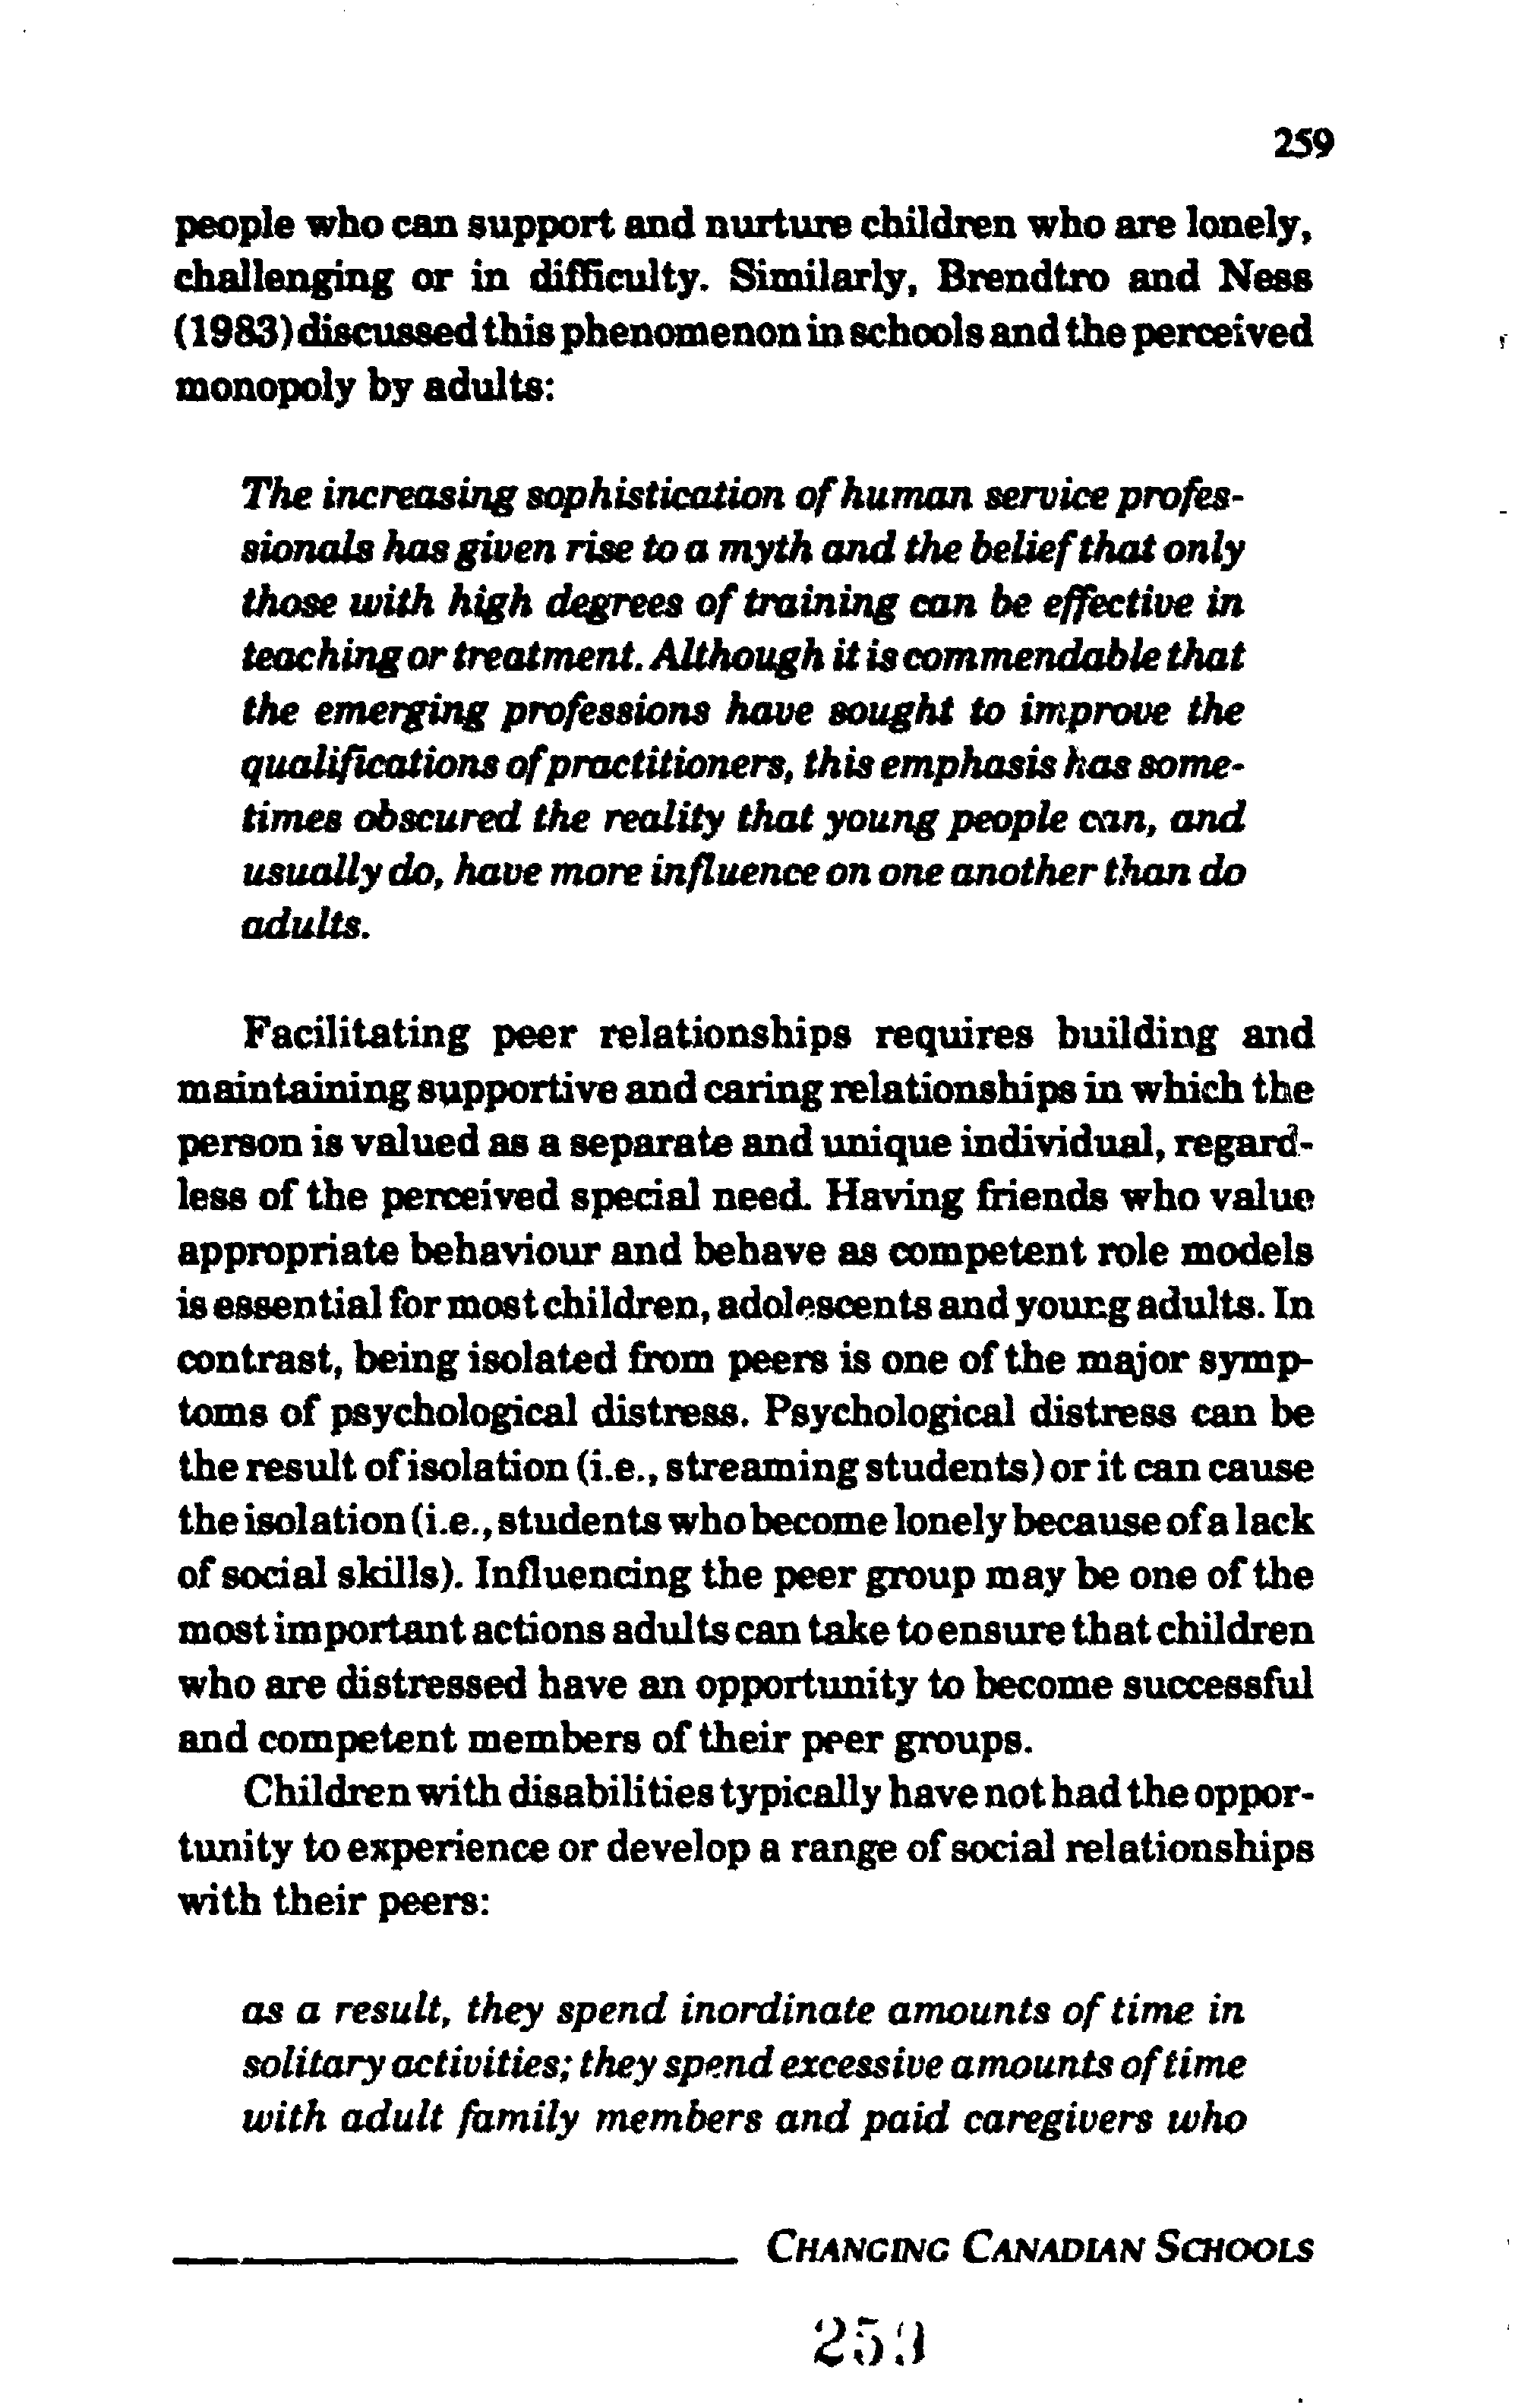 259
people who can support and nurture children who are lonely,
challenging or in difficulty. Similarly, Brendtro and Ness
(1983) discussed this phenomenon in schools and the perceived
monopoly by adults:
The increasing sophistication of human service profes-
sionals has given rise to a myth and the belief that only
those with high degrees of training can be effective in
teaching or treatment. Although it is commendable that
the emerging professions have sought to improve the
qualifications of practitioners, this emphasis has some-
times obscured the reality that young people can, and
usually do, have more influence on one another than do
adults.
Facilitating peer relationships requires building and
maintaining supportive and caring relationships in which the
person is valued as a separate and unique individual, regard-
less of the perceived special need. Having friends who value
appropriate behaviour and behave as competent role models
is essential for most children, adolescents and young adults. In
contrast, being isolated from peers is one of the major symp-
toms of psychological distress. Psychological distress can be
the result of isolation (i.e., streaming students) or it can cause
the isolation (i.e., students who become lonely because of a lack
of social skills). Influencing the peer group may be one of the
most important actions adults can take to ensure that children
who are distressed have an opportunity to become successful
and competent members of their peer groups.
Children with disabilities typically have not had the oppor-
tunity to experience or develop a range of social relationships
with their peers:
as a result, they spend inordinate amounts of time in
solitary activities; they spend excessive amounts of time
with adult family members and paid caregivers who
CHANGING CANADIAN SCHOOLS
259